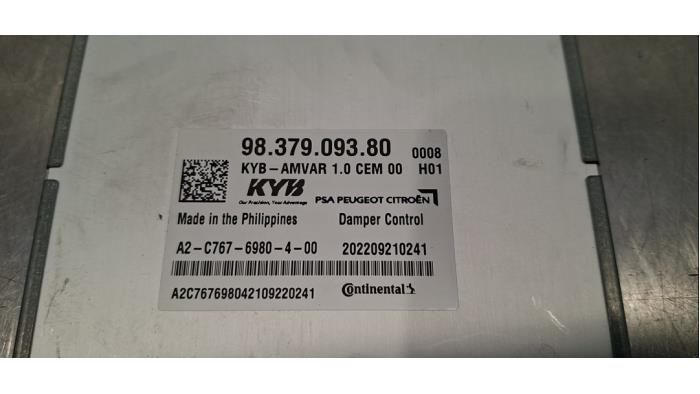 98.379.093.80 0008
KYB-AMVAR 1.0 CEM 00 H01
KYB
Our Precision, Your Advantage
PSA PEUGEOT CITROËN
Made in the Philippines Damper Control
A2-C767-6980-4-00 202209210241
A2C767698042109220241 Continental